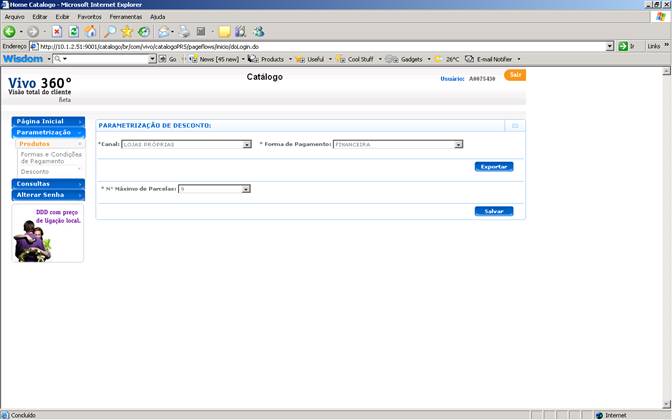 Home Catalogo - Microsoft Internet Explorer
Arquivo Editar Exibir Favoritos Ferramentas Ajuda
Endereço http://10.1.2.51:9001/catalogo/br/com/vivo/catalogoPRS/pageflows/inicio/doLogin.do Ir Links »
Wisdom Go News [45 new] Products Useful Cool Stuff Gadgets 26°C E-mail Notifier
Catálogo
Usuário: A0075430 Sair
Vivo 360°
Visão total do cliente
Beta
Página Inicial
Parametrização
Produtos
Formas e Condições de Pagamento
Desconto
Consultas
Alterar Senha
DDD com preço
de ligação local.
PARAMETRIZAÇÃO DE DESCONTO:
*Canal: LOJAS PRÓPRIAS * Forma de Pagamento: FINANCEIRA
Exportar
* N° Máximo de Parcelas: 9
Salvar
Concluído Internet